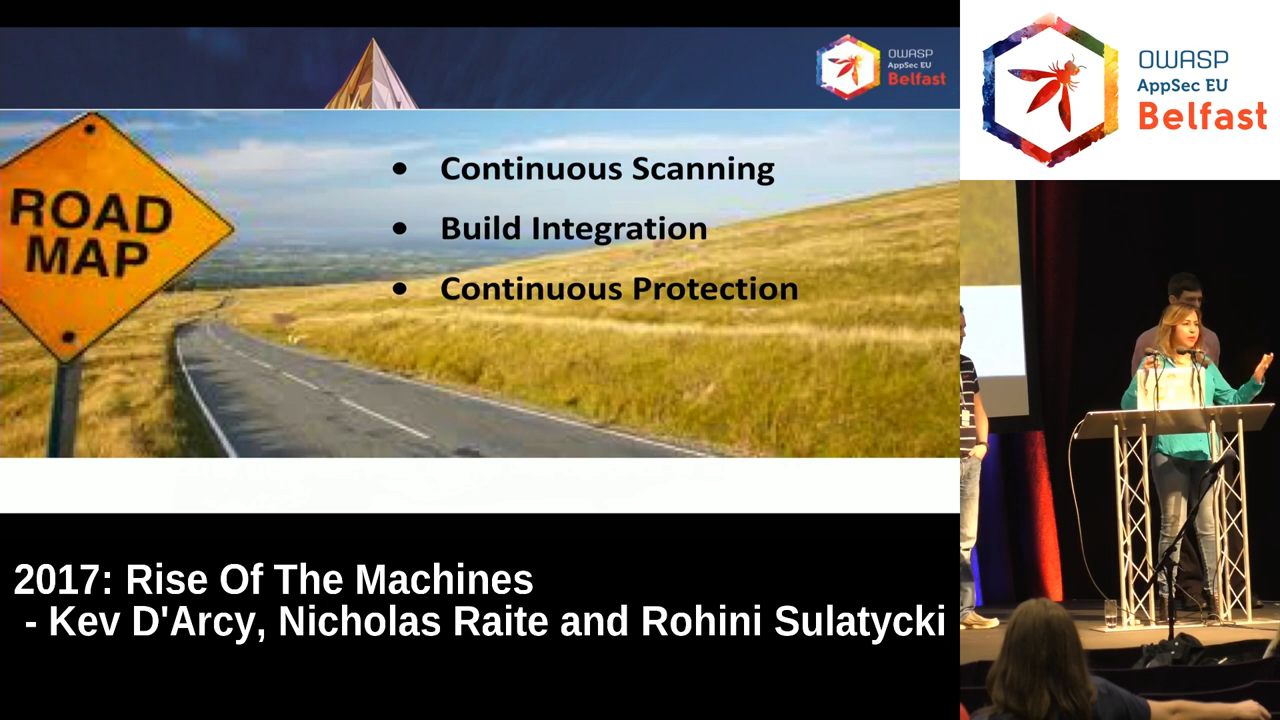 OWASP
AppSec EU
Belfast
ROAD
MAP
• Continuous Scanning
• Build Integration
• Continuous Protection
2017: Rise Of The Machines
- Kev D'Arcy, Nicholas Raite and Rohini Sulatycki
OWASP
AppSec EU
Belfast